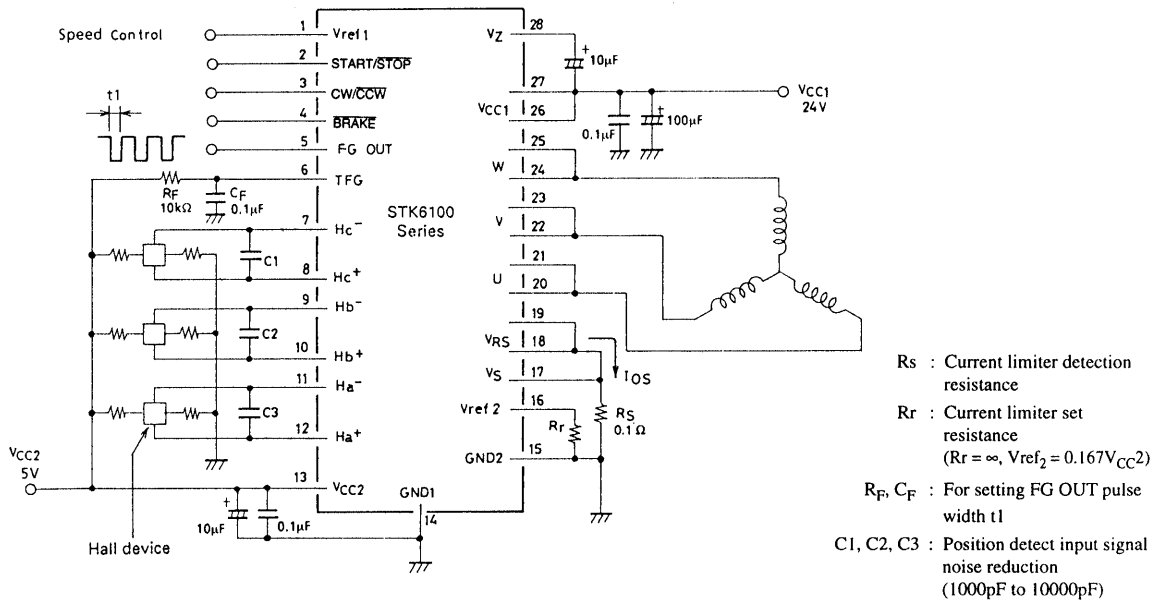 Speed Control
t1
1 Vref1
2 START/STOP
3 CW/CCW
4 BRAKE
5 FG OUT
6 TFG
RF
10kΩ
CF
0.1µF
7 Hc-
C1
8 Hc+
9 Hb-
C2
10 Hb+
11 Ha-
C3
12 Ha+
VCC2
5V
13 VCC2
+
10µF
0.1µF
Hall device
GND1
14
STK6100
Series
VZ 28
+
10µF
27
VCC1 26
VCC1
24V
0.1µF
+
100µF
25
W 24
23
V 22
21
U 20
19
VRS 18
VS 17
IOS
Vref 2 16
Rr
RS
0.1Ω
GND2 15
Rs : Current limiter detection
resistance
Rr : Current limiter set
resistance
(Rr = ∞, Vref2 = 0.167VCC2)
RF, CF : For setting FG OUT pulse
width t1
C1, C2, C3 : Position detect input signal
noise reduction
(1000pF to 10000pF)